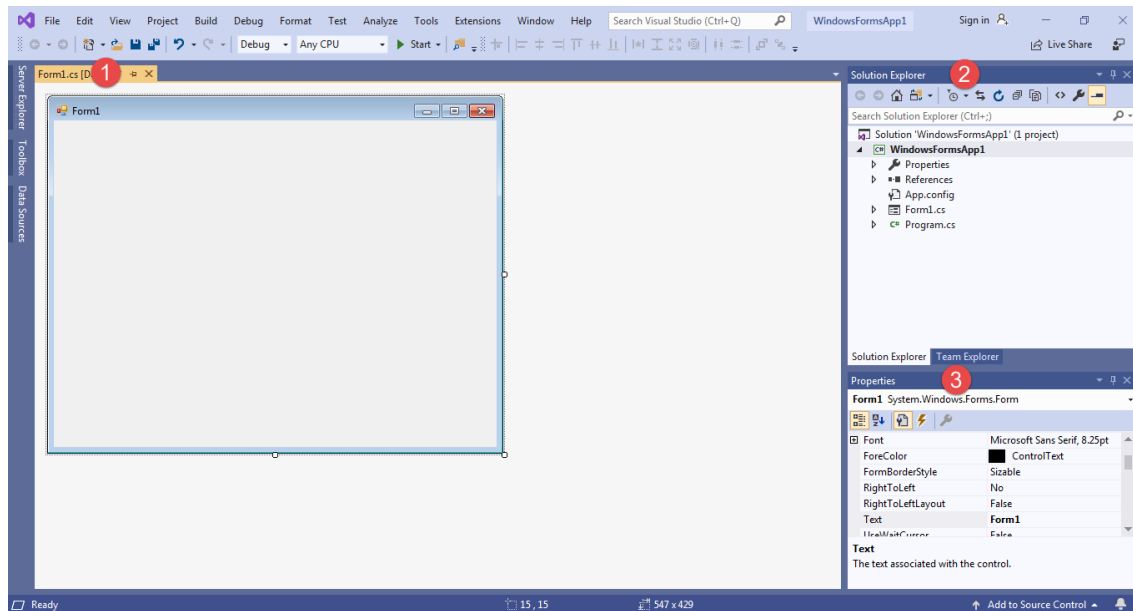 File Edit View Project Build Debug Format Test Analyze Tools Extensions Window Help Search Visual Studio (Ctrl+Q) WindowsFormsApp1 Sign in
Debug Any CPU Start Live Share
Server Explorer
Toolbox
Data Sources
Form1.cs [D 1
Form1
Solution Explorer 2
Search Solution Explorer (Ctrl+;)
Solution 'WindowsFormsApp1' (1 project)
C# WindowsFormsApp1
Properties
References
App.config
Form1.cs
C# Program.cs
Solution Explorer Team Explorer
Properties 3
Form1 System.Windows.Forms.Form
Font Microsoft Sans Serif, 8.25pt
ForeColor ControlText
FormBorderStyle Sizable
RightToLeft No
RightToLeftLayout False
Text Form1
UseWaitCursor False
Text
The text associated with the control.
Ready 15 , 15 547 x 429 Add to Source Control